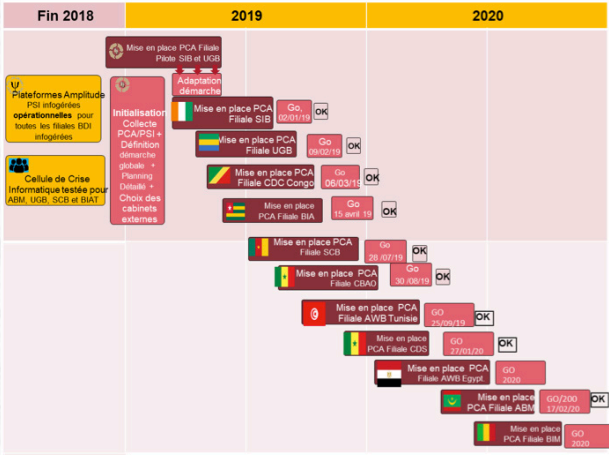 Fin 2018
2019
2020
Mise en place PCA Filiale
Pilote SIB et UGB
Plateformes Amplitude
PSI infogérées
opérationnelles pour
toutes les filiales BDI
infogérées
Cellule de Crise
Informatique testée pour
ABM, UGB, SCB et BIAT
Initialisation
Collecte
PCA/PSI +
Définition
démarche
globale +
Planning
Détaillé +
Choix des
cabinets
externes
Adaptation
démarche
Mise en place PCA
Filiale SIB
Go,
02/01/19
OK
Mise en place PCA
Filiale UGB
Go
09/02/19
OK
Mise en place PCA
Filiale CDC Congo
Go
06/03/19
OK
Mise en place
PCA Filiale BIA
Go
15 avril 19
OK
Mise en place PCA
Filiale SCB
Go
28 /07/19
OK
Mise en place PCA
Filiale CBAO
Go
30 /08/19
OK
Mise en place PCA
Filiale AWB Tunisie
GO
25/09/19
OK
Mise en place
PCA Filiale CDS
GO
27/01/20
OK
Mise en place PCA
Filiale AWB Egypt.
GO
2020
Mise en place
PCA Filiale ABM
GO/200
17/02/20
OK
Mise en place
PCA Filiale BIM
GO
2020